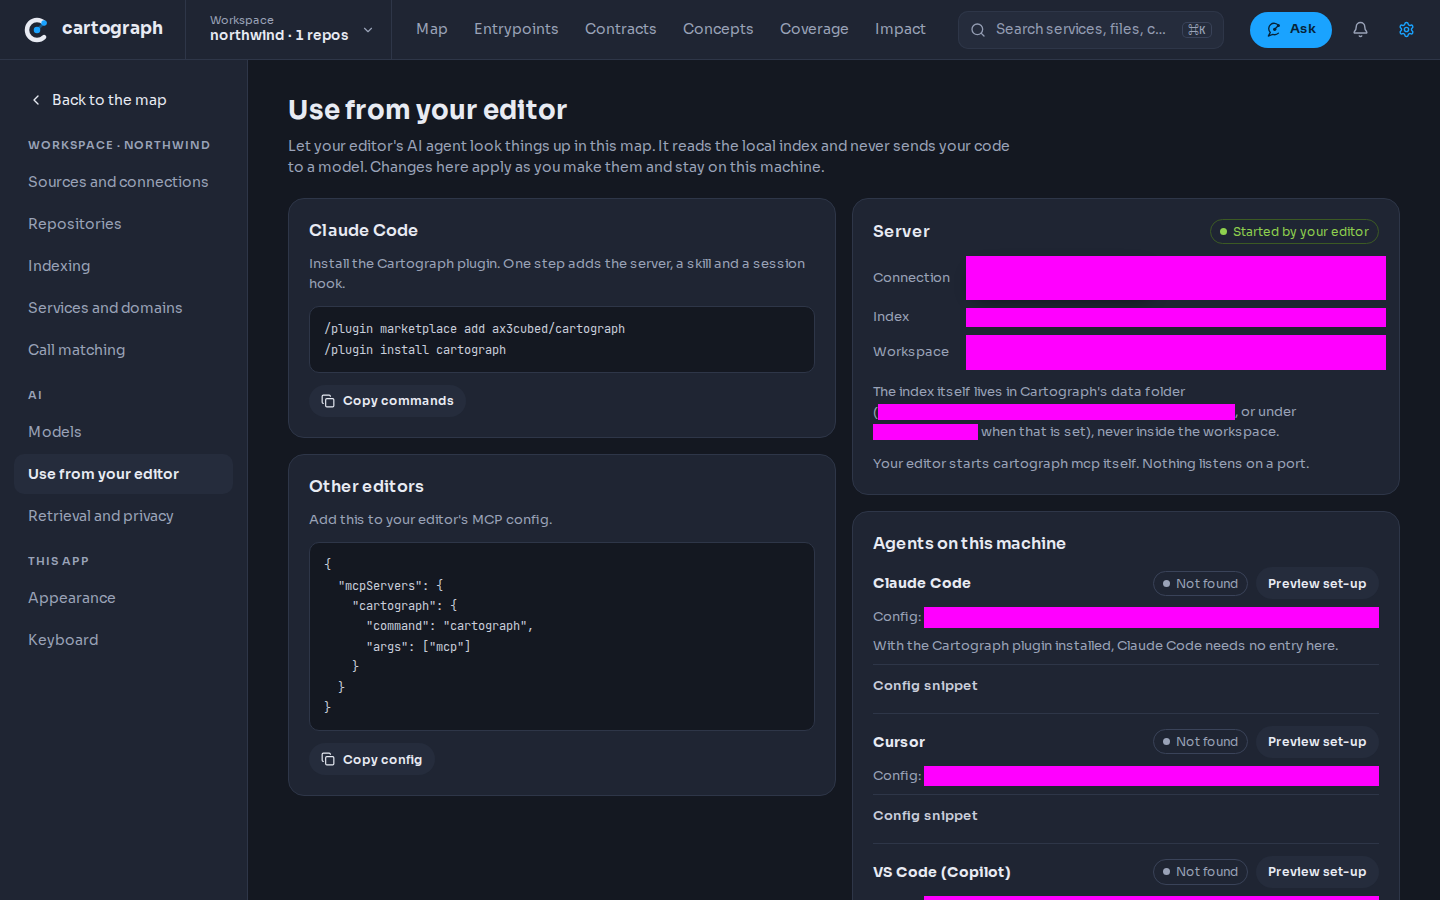 cartograph
Workspace
northwind · 1 repos
Map
Entrypoints
Contracts
Concepts
Coverage
Impact
Search services, files, c...
⌘K
Ask
Back to the map
WORKSPACE · NORTHWIND
Sources and connections
Repositories
Indexing
Services and domains
Call matching
AI
Models
Use from your editor
Retrieval and privacy
THIS APP
Appearance
Keyboard
Use from your editor
Let your editor's AI agent look things up in this map. It reads the local index and never sends your code
to a model. Changes here apply as you make them and stay on this machine.
Claude Code
Install the Cartograph plugin. One step adds the server, a skill and a session
hook.
/plugin marketplace add ax3cubed/cartograph
/plugin install cartograph
Copy commands
Other editors
Add this to your editor's MCP config.
{
  "mcpServers": {
    "cartograph": {
      "command": "cartograph",
      "args": ["mcp"]
    }
  }
}
Copy config
Server
Started by your editor
Connection
Index
Workspace
The index itself lives in Cartograph's data folder
(, or under
when that is set), never inside the workspace.
Your editor starts cartograph mcp itself. Nothing listens on a port.
Agents on this machine
Claude Code
Not found
Preview set-up
Config:
With the Cartograph plugin installed, Claude Code needs no entry here.
Config snippet
Cursor
Not found
Preview set-up
Config:
Config snippet
VS Code (Copilot)
Not found
Preview set-up